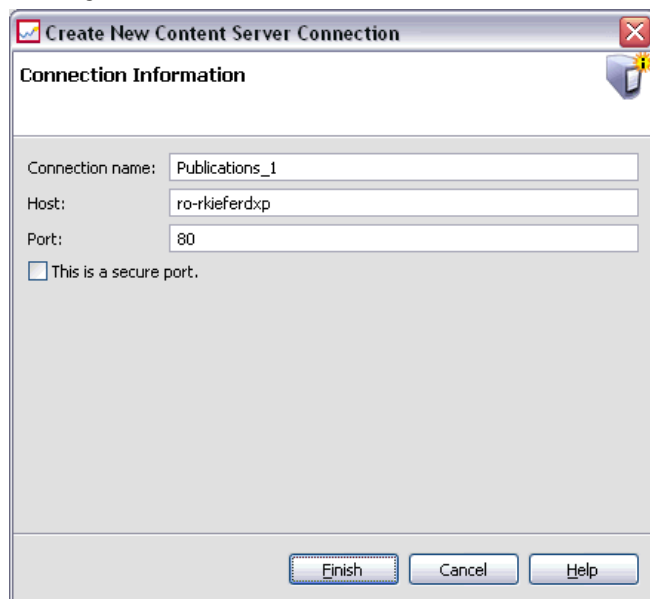 Create New Content Server Connection
Connection Information
Connection name: Publications_1
Host: ro-rkieferdxp
Port: 80
This is a secure port.
Finish Cancel Help